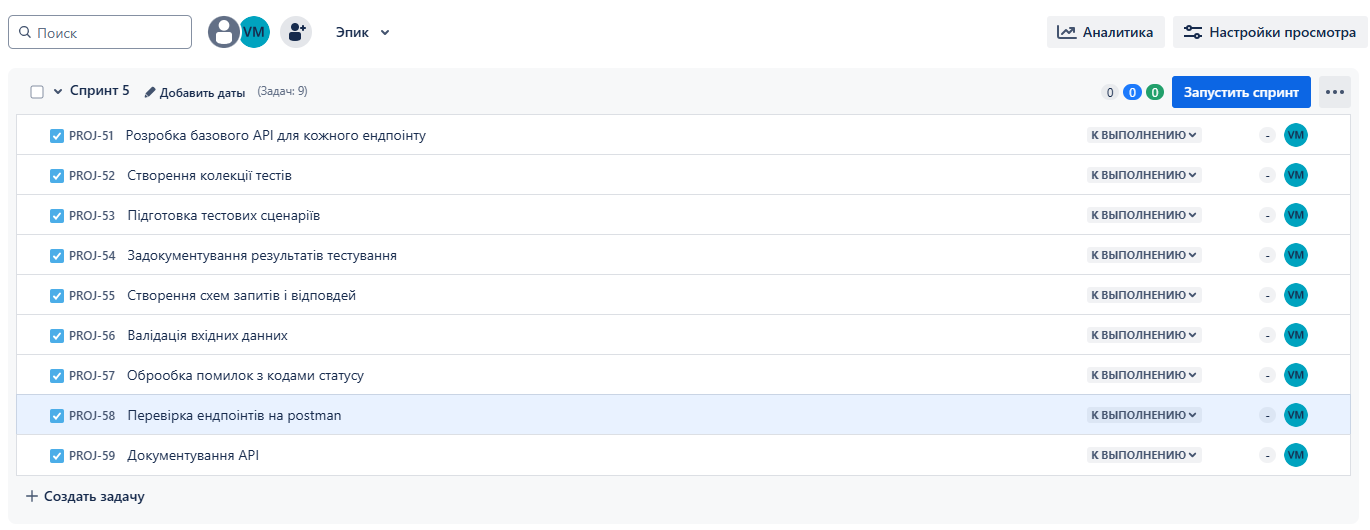 Поиск VM Эпик Аналитика Настройки просмотра
Спринт 5 Добавить даты (Задач: 9) 0 0 0 Запустить спринт
PROJ-51 Розробка базового API для кожного ендпоінту К ВЫПОЛНЕНИЮ - VM
PROJ-52 Створення колекції тестів К ВЫПОЛНЕНИЮ - VM
PROJ-53 Підготовка тестових сценаріїв К ВЫПОЛНЕНИЮ - VM
PROJ-54 Задокументування результатів тестування К ВЫПОЛНЕНИЮ - VM
PROJ-55 Створення схем запитів і відповдей К ВЫПОЛНЕНИЮ - VM
PROJ-56 Валідація вхідних данних К ВЫПОЛНЕНИЮ - VM
PROJ-57 Оброобка помилок з кодами статусу К ВЫПОЛНЕНИЮ - VM
PROJ-58 Перевірка ендпоінтів на postman К ВЫПОЛНЕНИЮ - VM
PROJ-59 Документування API К ВЫПОЛНЕНИЮ - VM
Создать задачу